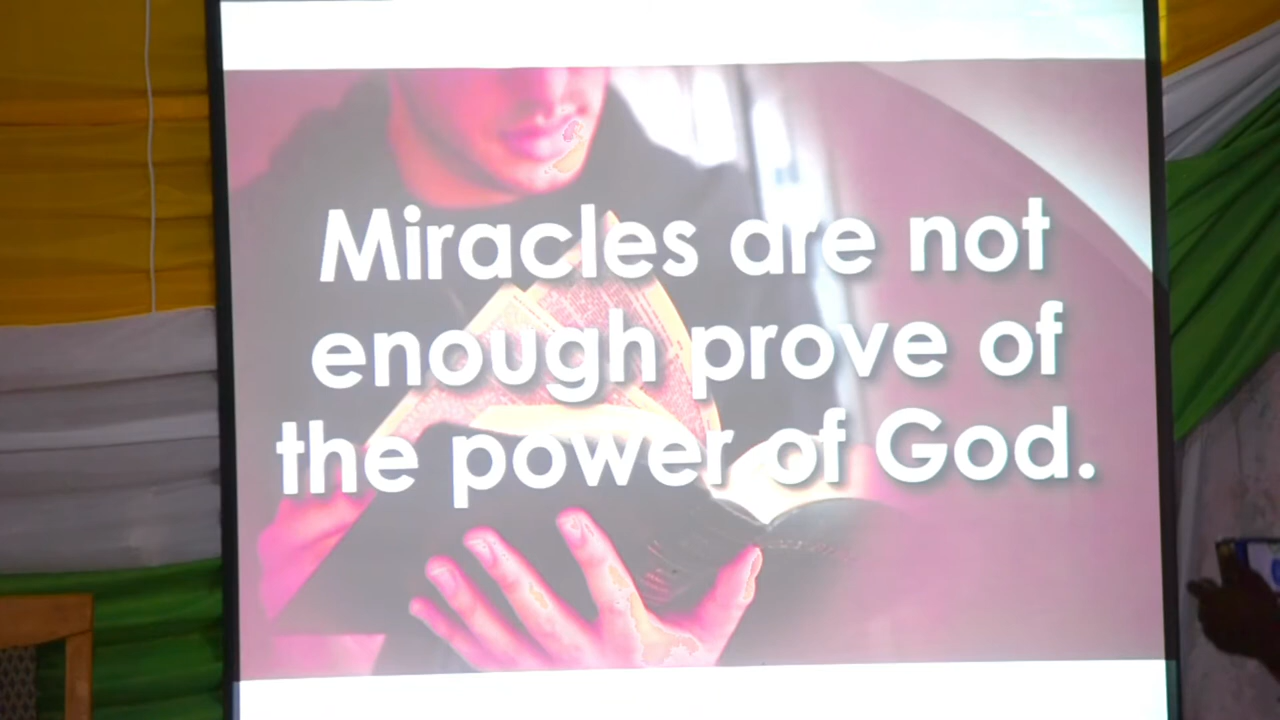 Miracles are not
enough prove of
the power of God.